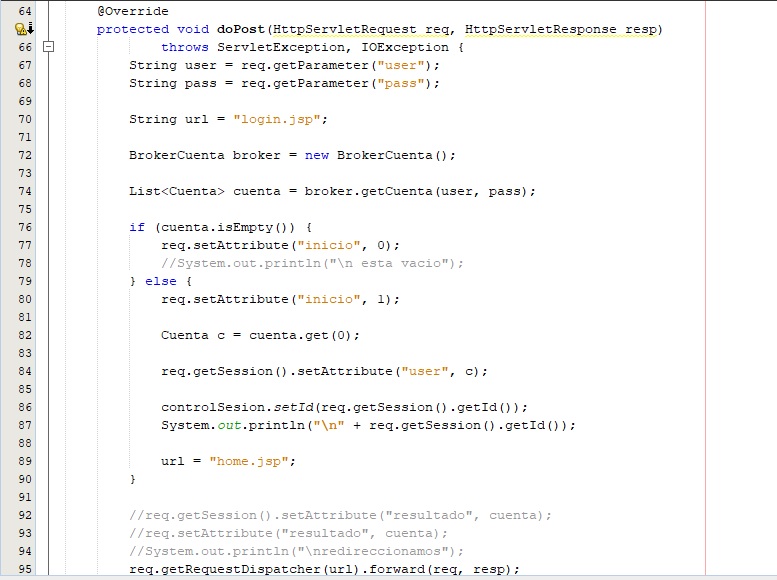 64 @Override
protected void doPost(HttpServletRequest req, HttpServletResponse resp)
66 throws ServletException, IOException {
67 String user = req.getParameter("user");
68 String pass = req.getParameter("pass");
69
70 String url = "login.jsp";
71
72 BrokerCuenta broker = new BrokerCuenta();
73
74 List<Cuenta> cuenta = broker.getCuenta(user, pass);
75
76 if (cuenta.isEmpty()) {
77 req.setAttribute("inicio", 0);
78 //System.out.println("\n esta vacio");
79 } else {
80 req.setAttribute("inicio", 1);
81
82 Cuenta c = cuenta.get(0);
83
84 req.getSession().setAttribute("user", c);
85
86 controlSesion.setId(req.getSession().getId());
87 System.out.println("\n" + req.getSession().getId());
88
89 url = "home.jsp";
90 }
91
92 //req.getSession().setAttribute("resultado", cuenta);
93 //req.setAttribute("resultado", cuenta);
94 //System.out.println("\nredireccionamos");
95 req.getRequestDispatcher(url).forward(req, resp);